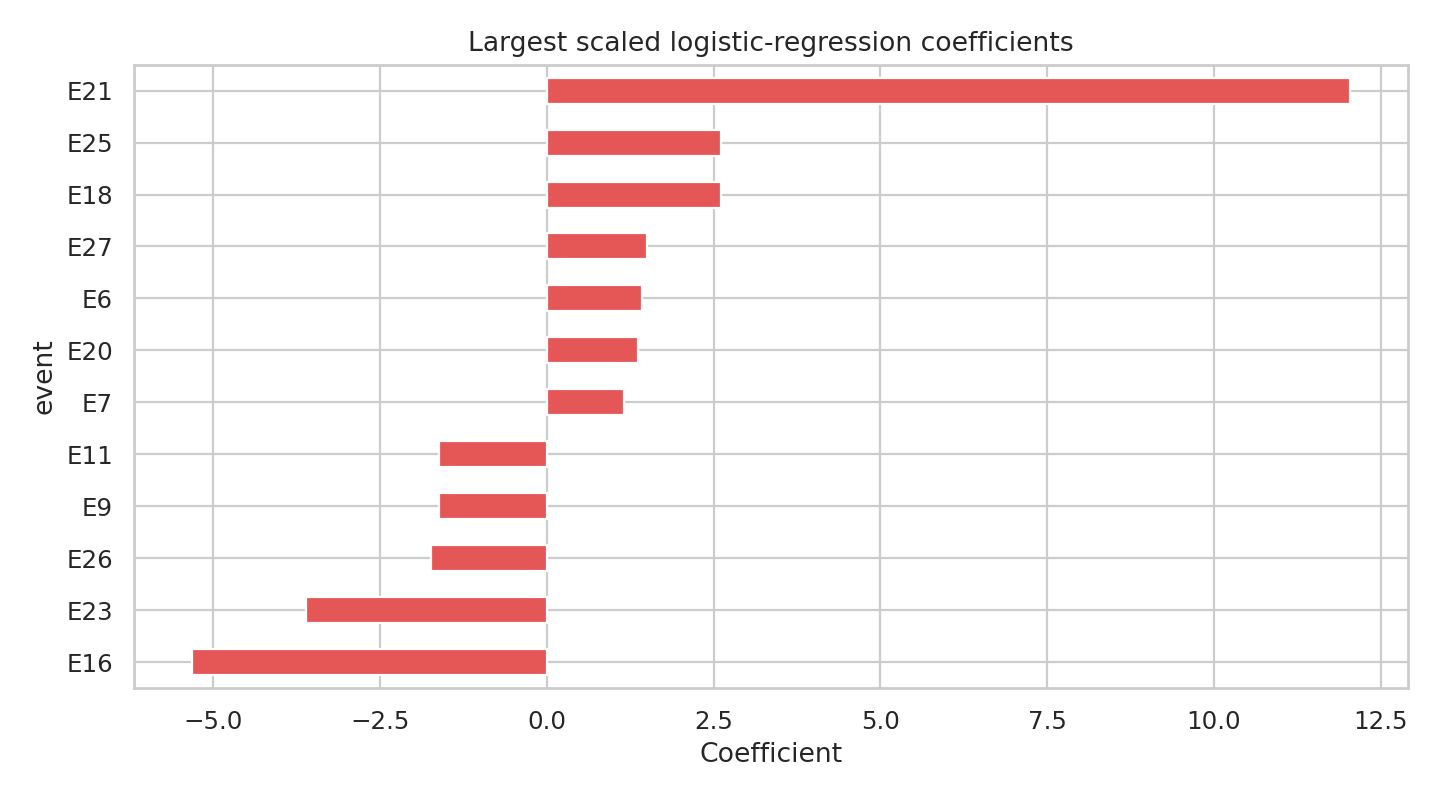 Largest scaled logistic-regression coefficients
E21
E25
E18
E27
E6
E20
E7
E11
E9
E26
E23
E16
event
−5.0 −2.5 0.0 2.5 5.0 7.5 10.0 12.5
Coefficient